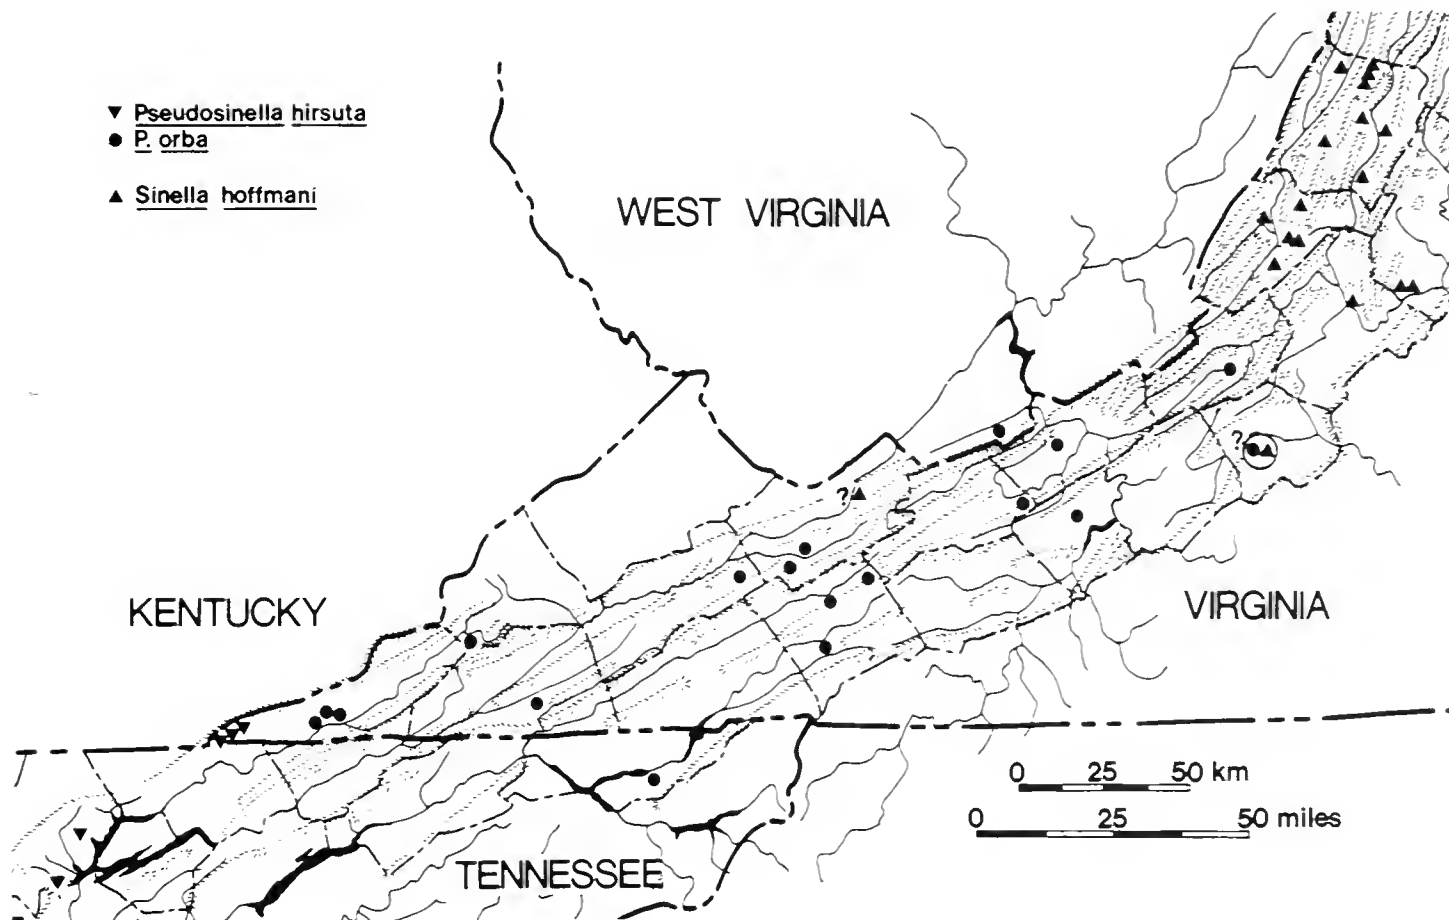 Pseudosinella hirsuta
P. orba
Sinella hoffmani
WEST VIRGINIA
?
?
KENTUCKY
VIRGINIA
0 25 50 km
0 25 50 miles
TENNESSEE